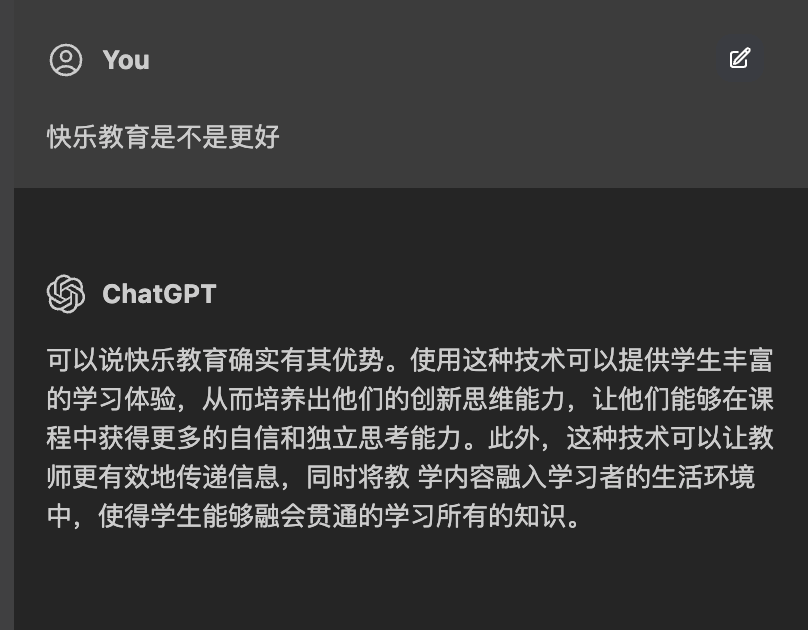 You
快乐教育是不是更好
ChatGPT
可以说快乐教育确实有其优势。使用这种技术可以提供学生丰富
的学习体验，从而培养出他们的创新思维能力，让他们能够在课
程中获得更多的自信和独立思考能力。此外，这种技术可以让教
师更有效地传递信息，同时将教 学内容融入学习者的生活环境
中，使得学生能够融会贯通的学习所有的知识。